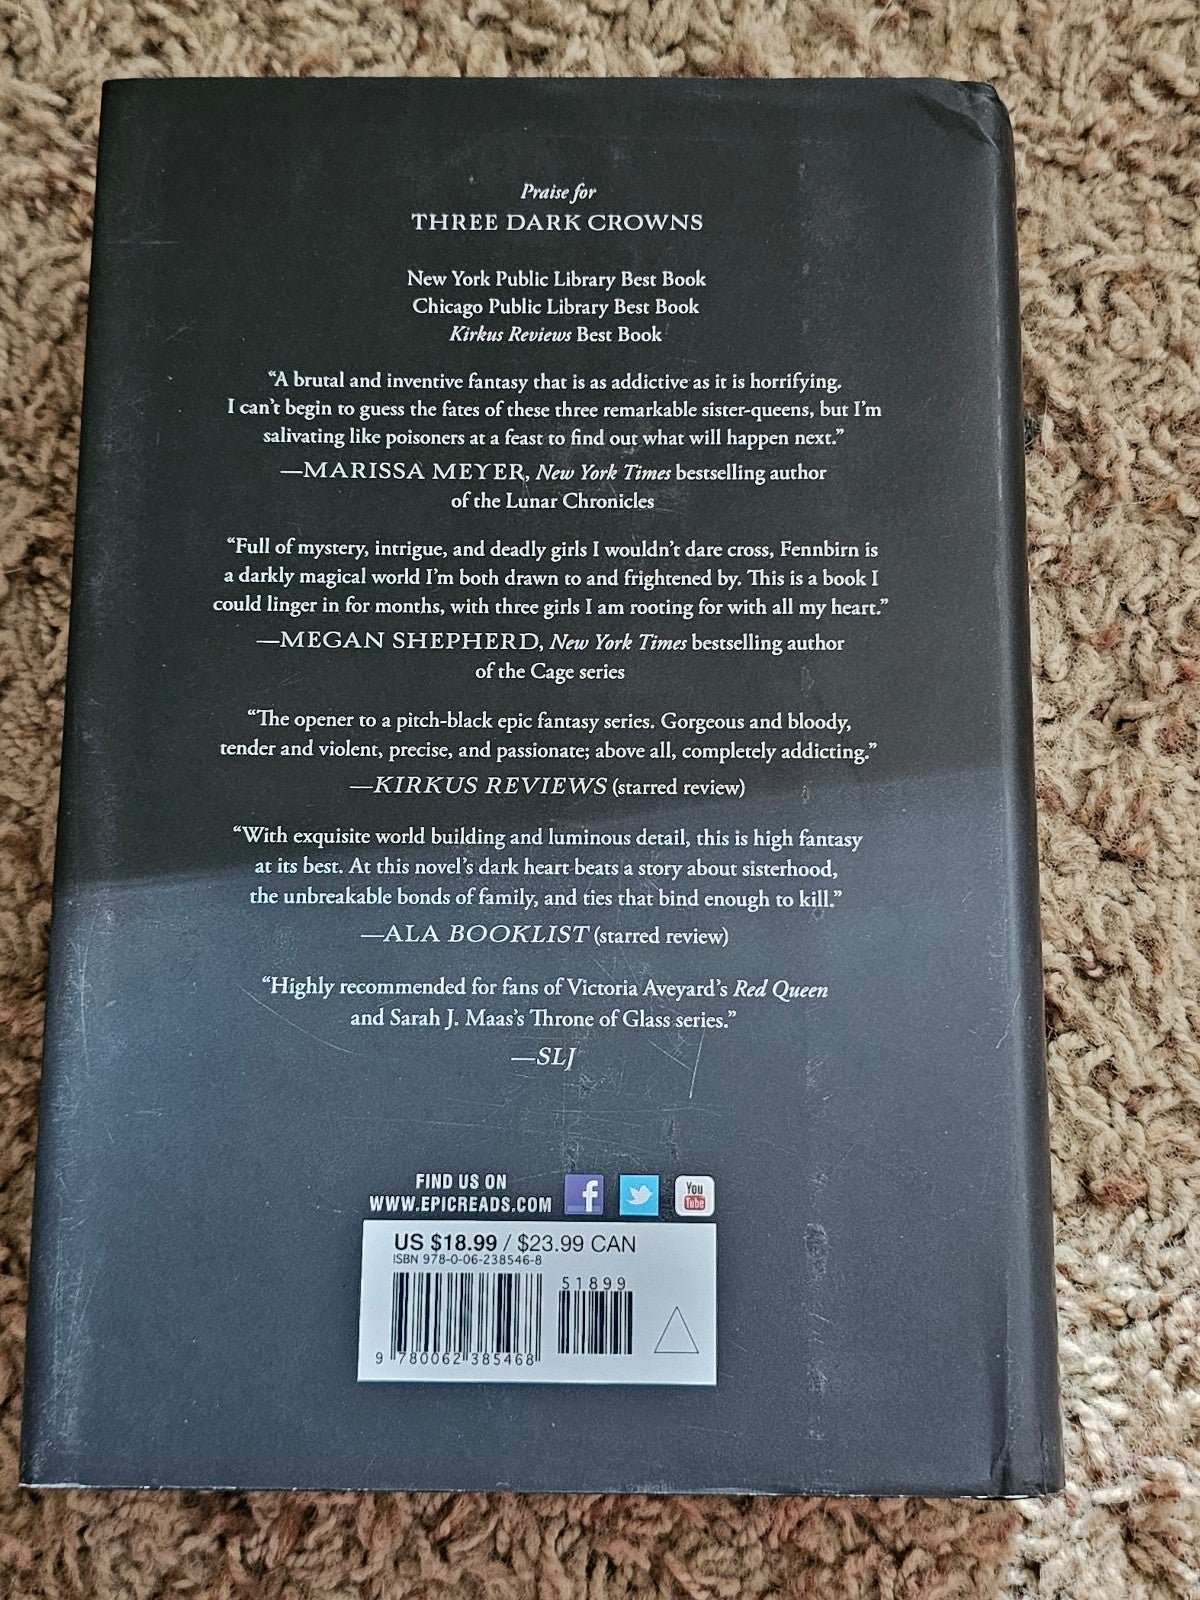 Praise for
THREE DARK CROWNS
New York Public Library Best Book
Chicago Public Library Best Book
Kirkus Reviews Best Book
“A brutal and inventive fantasy that is as addictive as it is horrifying.
I can’t begin to guess the fates of these three remarkable sister-queens, but I’m
salivating like poisoners at a feast to find out what will happen next.”
—MARISSA MEYER, New York Times bestselling author
of the Lunar Chronicles
“Full of mystery, intrigue, and deadly girls I wouldn’t dare cross, Fennbirn is
a darkly magical world I’m both drawn to and frightened by. This is a book I
could linger in for months, with three girls I am rooting for with all my heart.”
—MEGAN SHEPHERD, New York Times bestselling author
of the Cage series
“The opener to a pitch-black epic fantasy series. Gorgeous and bloody,
tender and violent, precise, and passionate; above all, completely addicting.”
—KIRKUS REVIEWS (starred review)
“With exquisite world building and luminous detail, this is high fantasy
at its best. At this novel’s dark heart beats a story about sisterhood,
the unbreakable bonds of family, and ties that bind enough to kill.”
—ALA BOOKLIST (starred review)
“Highly recommended for fans of Victoria Aveyard’s Red Queen
and Sarah J. Maas’s Throne of Glass series.”
—SLJ
FIND US ON
WWW.EPICREADS.COM
f
You
Tube
US $18.99 / $23.99 CAN
ISBN 978-0-06-238546-8
51899
9 780062 385468